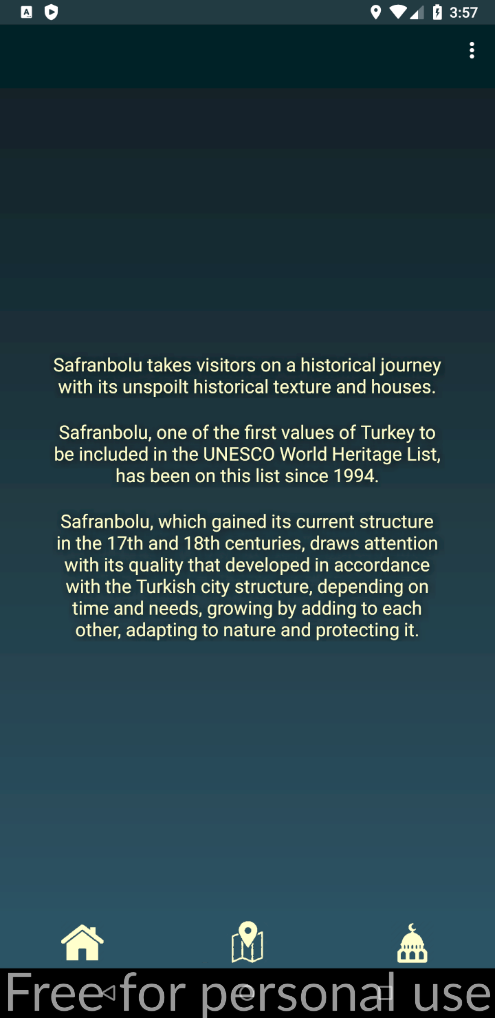 A
3:57
Safranbolu takes visitors on a historical journey
with its unspoilt historical texture and houses.
Safranbolu, one of the first values of Turkey to
be included in the UNESCO World Heritage List,
has been on this list since 1994.
Safranbolu, which gained its current structure
in the 17th and 18th centuries, draws attention
with its quality that developed in accordance
with the Turkish city structure, depending on
time and needs, growing by adding to each
other, adapting to nature and protecting it.
Free for personal use